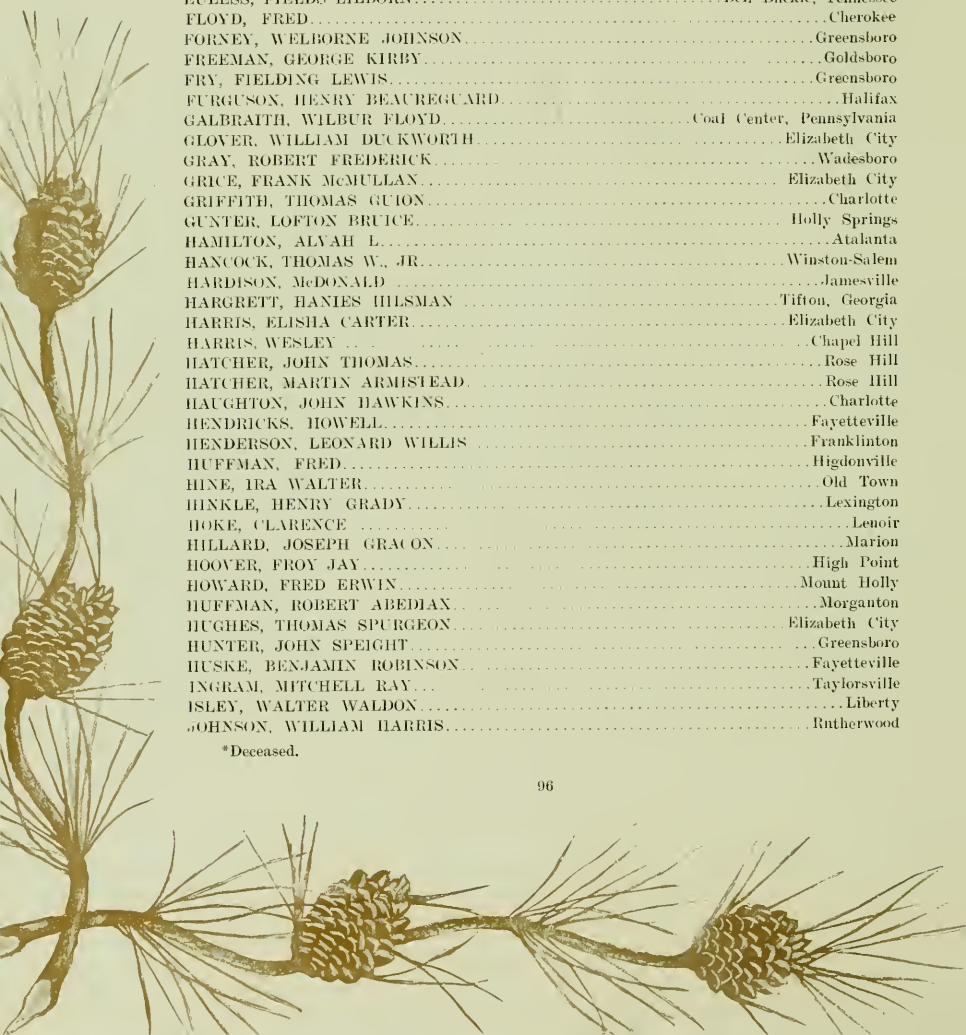 FLOYD, FRED....Cherokee
FORNEY, WELBORNE JOHNSON....Greensboro
FREEMAN, GEORGE KIRBY....Goldsboro
FRY, FIELDING LEWIS....Greensboro
FURGUSON, HENRY BEAUREGUARD....Halifax
GALBRAITH, WILBUR FLOYD....Coal Center, Pennsylvania
GLOVER, WILLIAM DUCKWORTH....Elizabeth City
GRAY, ROBERT FREDERICK....Wadesboro
GRICE, FRANK McMULLAN....Elizabeth City
GRIFFITH, THOMAS GUION....Charlotte
GUNTER, LOFTON BRUICE....Holly Springs
HAMILTON, ALVAH L....Atalanta
HANCOCK, THOMAS W., JR....Winston-Salem
HARDISON, McDONALD....Jamesville
HARGRETT, HANIES HILSMAN....Tifton, Georgia
HARRIS, ELISHA CARTER....Elizabeth City
HARRIS, WESLEY....Chapel Hill
HATCHER, JOHN THOMAS....Rose Hill
HATCHER, MARTIN ARMISTEAD....Rose Hill
HAUGHTON, JOHN HAWKINS....Charlotte
HENDRICKS, HOWELL....Fayetteville
HENDERSON, LEONARD WILLIS....Franklinton
HUFFMAN, FRED....Higdonville
HINE, IRA WALTER....Old Town
HINKLE, HENRY GRADY....Lexington
HOKE, CLARENCE....Lenoir
HILLARD, JOSEPH GRACON....Marion
HOOVER, FROY JAY....High Point
HOWARD, FRED ERWIN....Mount Holly
HUFFMAN, ROBERT ABEDIAX....Morganton
HUGHES, THOMAS SPURGEON....Elizabeth City
HUNTER, JOHN SPEIGHT....Greensboro
HUSKE, BENJAMIN ROBINSON....Fayetteville
INGRAM, MITCHELL RAY....Taylorsville
ISLEY, WALTER WALDON....Liberty
JOHNSON, WILLIAM HARRIS....Rutherwood
*Deceased.
96